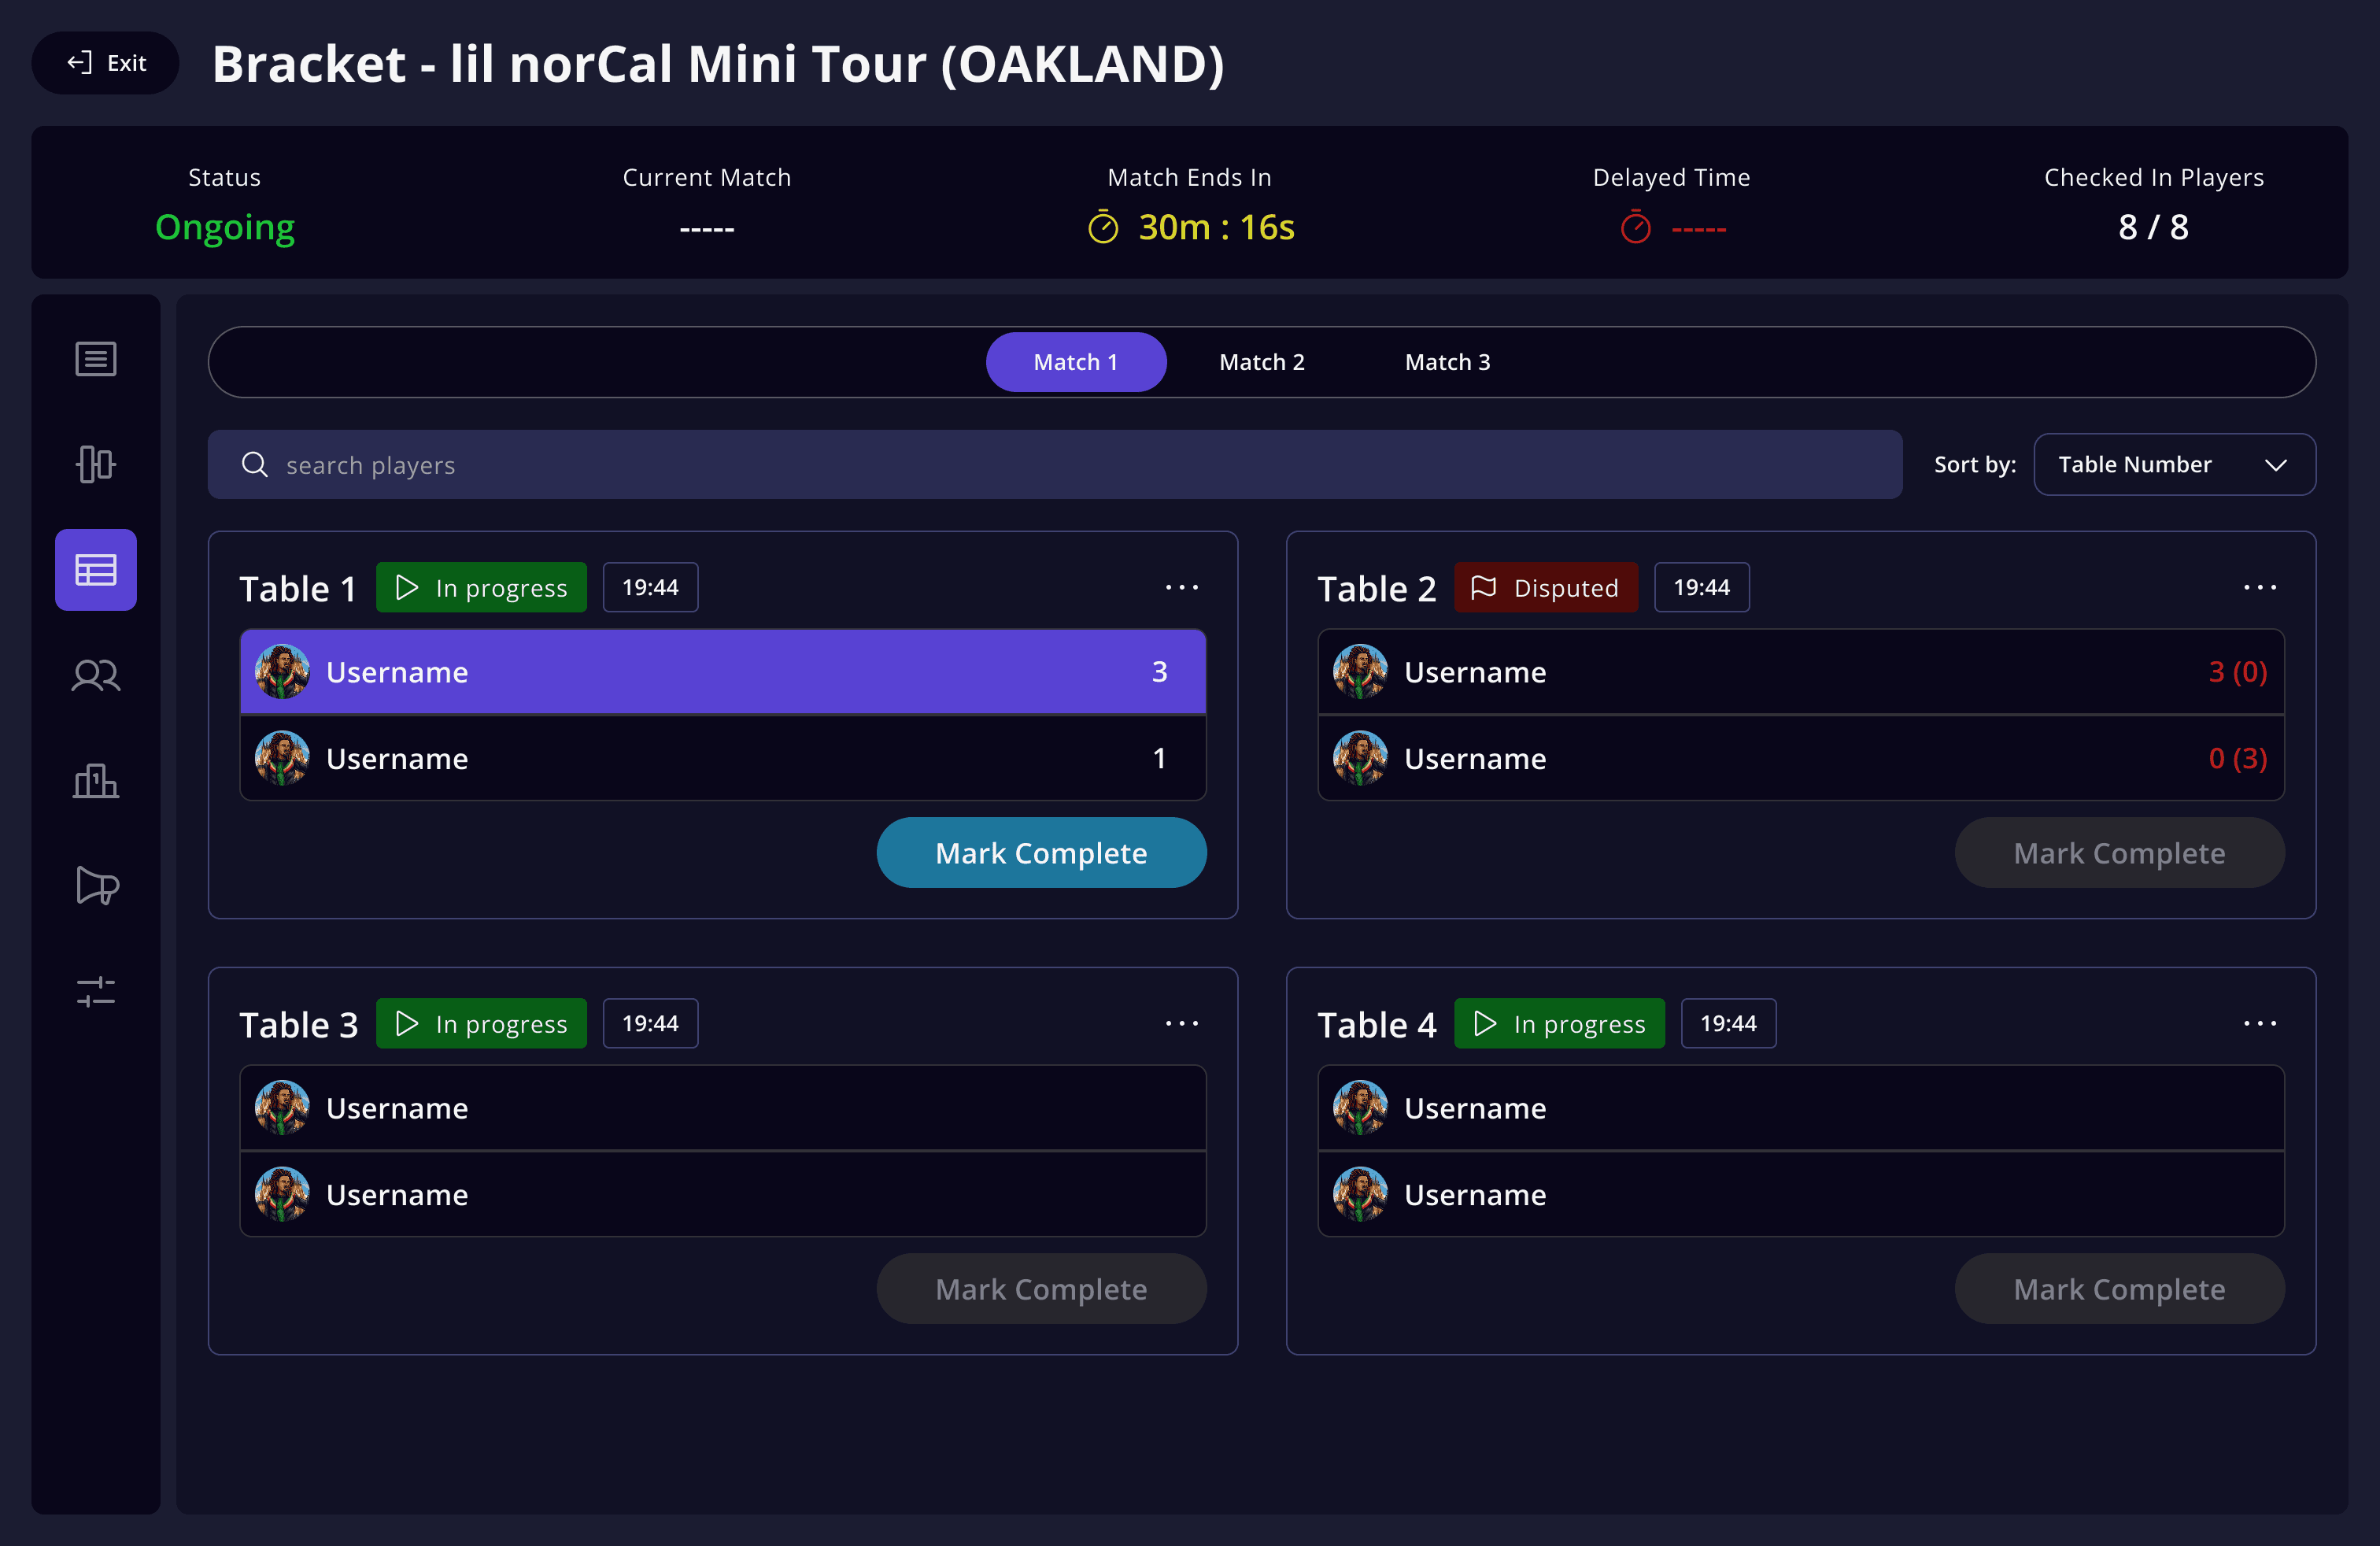 Exit
Bracket - lil norCal Mini Tour (OAKLAND)
Status
Ongoing
Current Match
-----
Match Ends In
30m : 16s
Delayed Time
-----
Checked In Players
8 / 8
Match 1
Match 2
Match 3
search players
Sort by:
Table Number
Table 1
In progress
19:44
Username
3
Username
1
Mark Complete
Table 2
Disputed
19:44
Username
3 (0)
Username
0 (3)
Mark Complete
Table 3
In progress
19:44
Username
Username
Mark Complete
Table 4
In progress
19:44
Username
Username
Mark Complete
1